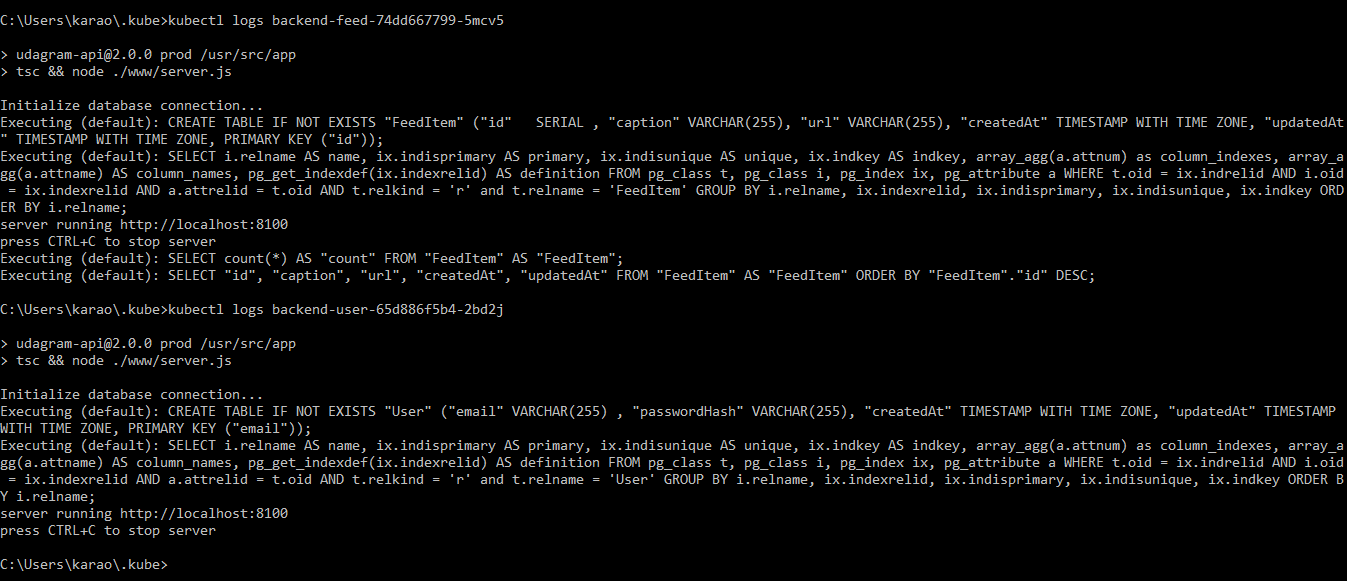 C:\Users\karao\.kube>kubectl logs backend-feed-74dd667799-5mcv5
> udagram-api@2.0.0 prod /usr/src/app
> tsc && node ./www/server.js
Initialize database connection...
Executing (default): CREATE TABLE IF NOT EXISTS "FeedItem" ("id"   SERIAL , "caption" VARCHAR(255), "url" VARCHAR(255), "createdAt" TIMESTAMP WITH TIME ZONE, "updatedAt
" TIMESTAMP WITH TIME ZONE, PRIMARY KEY ("id"));
Executing (default): SELECT i.relname AS name, ix.indisprimary AS primary, ix.indisunique AS unique, ix.indkey AS indkey, array_agg(a.attnum) as column_indexes, array_a
gg(a.attname) AS column_names, pg_get_indexdef(ix.indexrelid) AS definition FROM pg_class t, pg_class i, pg_index ix, pg_attribute a WHERE t.oid = ix.indrelid AND i.oid
 = ix.indexrelid AND a.attrelid = t.oid AND t.relkind = 'r' and t.relname = 'FeedItem' GROUP BY i.relname, ix.indexrelid, ix.indisprimary, ix.indisunique, ix.indkey ORD
ER BY i.relname;
server running http://localhost:8100
press CTRL+C to stop server
Executing (default): SELECT count(*) AS "count" FROM "FeedItem" AS "FeedItem";
Executing (default): SELECT "id", "caption", "url", "createdAt", "updatedAt" FROM "FeedItem" AS "FeedItem" ORDER BY "FeedItem"."id" DESC;
C:\Users\karao\.kube>kubectl logs backend-user-65d886f5b4-2bd2j
> udagram-api@2.0.0 prod /usr/src/app
> tsc && node ./www/server.js
Initialize database connection...
Executing (default): CREATE TABLE IF NOT EXISTS "User" ("email" VARCHAR(255) , "passwordHash" VARCHAR(255), "createdAt" TIMESTAMP WITH TIME ZONE, "updatedAt" TIMESTAMP
WITH TIME ZONE, PRIMARY KEY ("email"));
Executing (default): SELECT i.relname AS name, ix.indisprimary AS primary, ix.indisunique AS unique, ix.indkey AS indkey, array_agg(a.attnum) as column_indexes, array_a
gg(a.attname) AS column_names, pg_get_indexdef(ix.indexrelid) AS definition FROM pg_class t, pg_class i, pg_index ix, pg_attribute a WHERE t.oid = ix.indrelid AND i.oid
 = ix.indexrelid AND a.attrelid = t.oid AND t.relkind = 'r' and t.relname = 'User' GROUP BY i.relname, ix.indexrelid, ix.indisprimary, ix.indisunique, ix.indkey ORDER B
Y i.relname;
server running http://localhost:8100
press CTRL+C to stop server
C:\Users\karao\.kube>